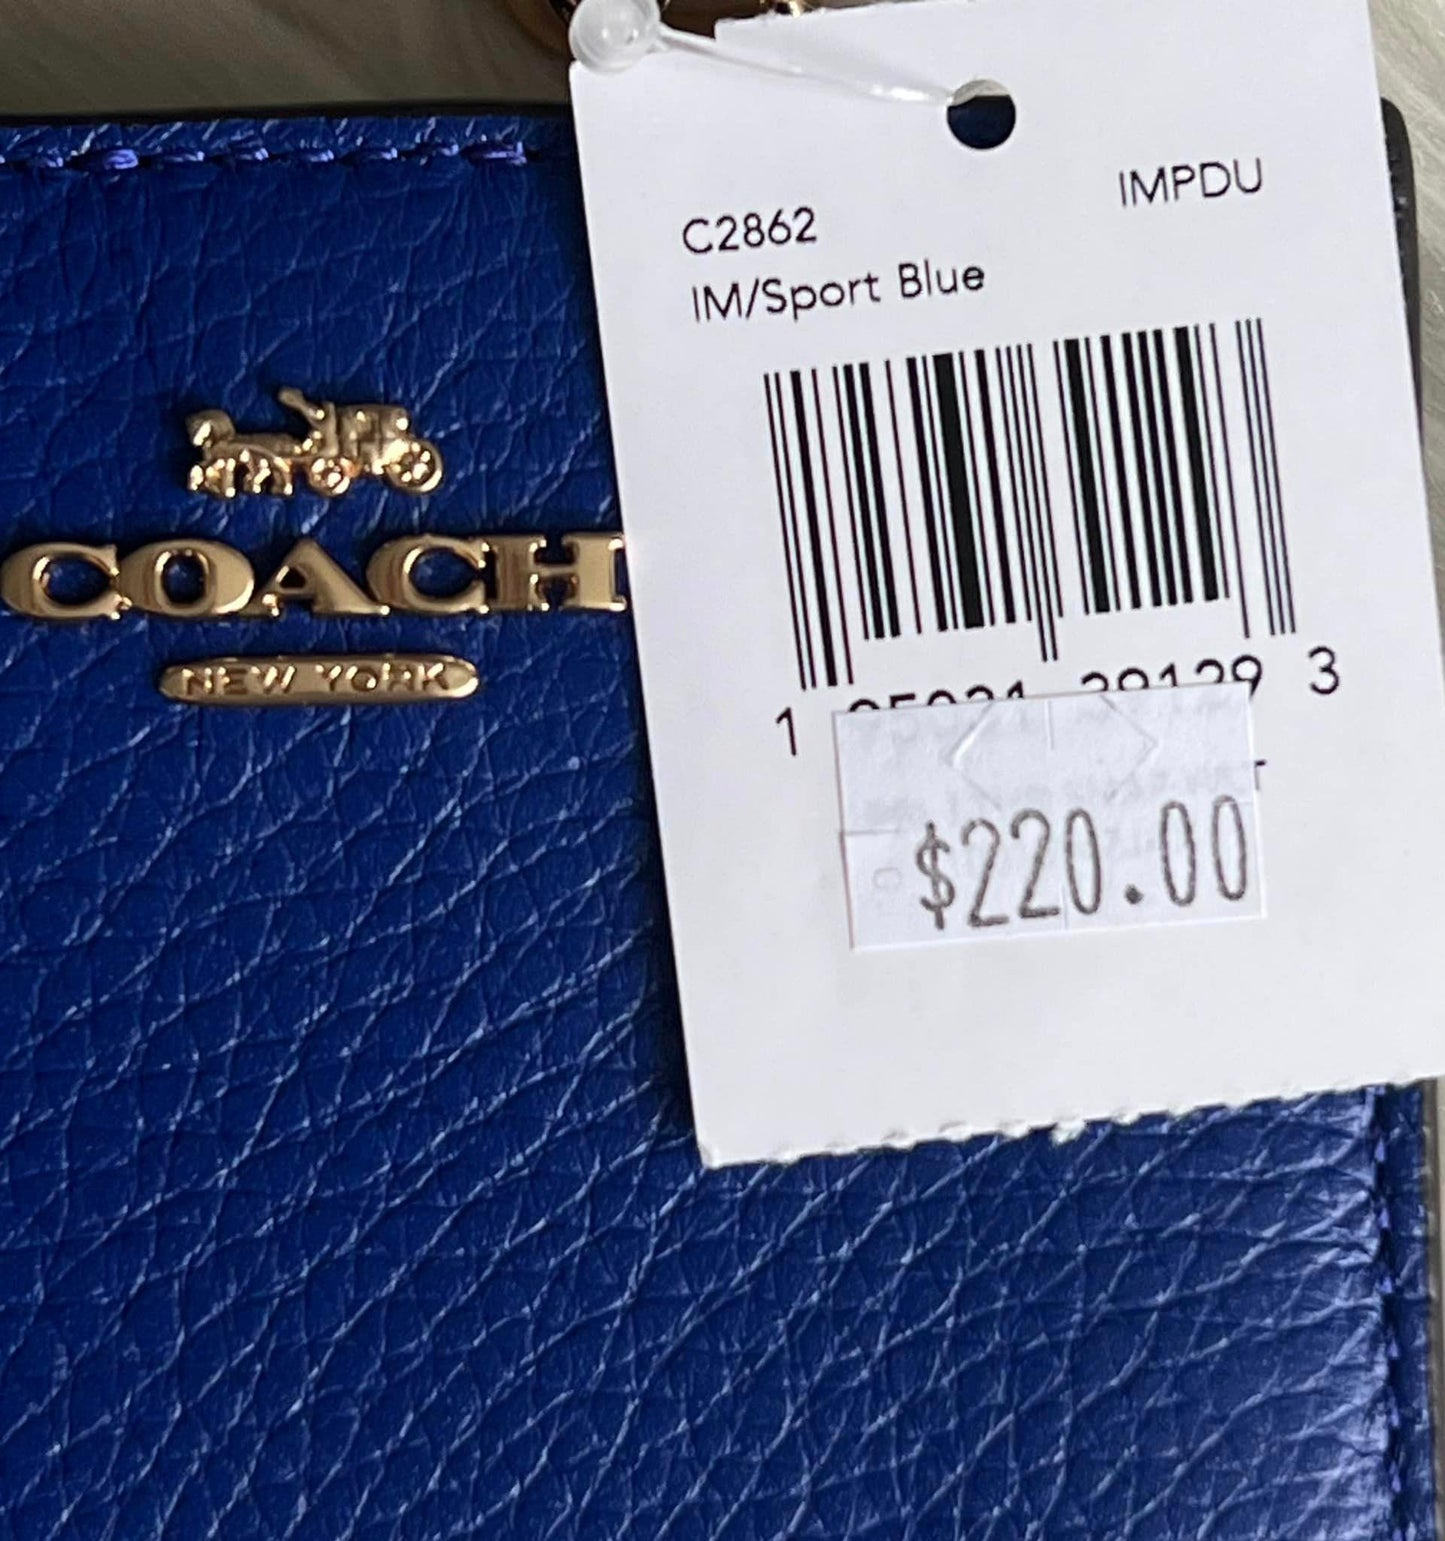 IMPDU
C2862
IM/Sport Blue
COACH
NEW YORK
1 3
$220.00